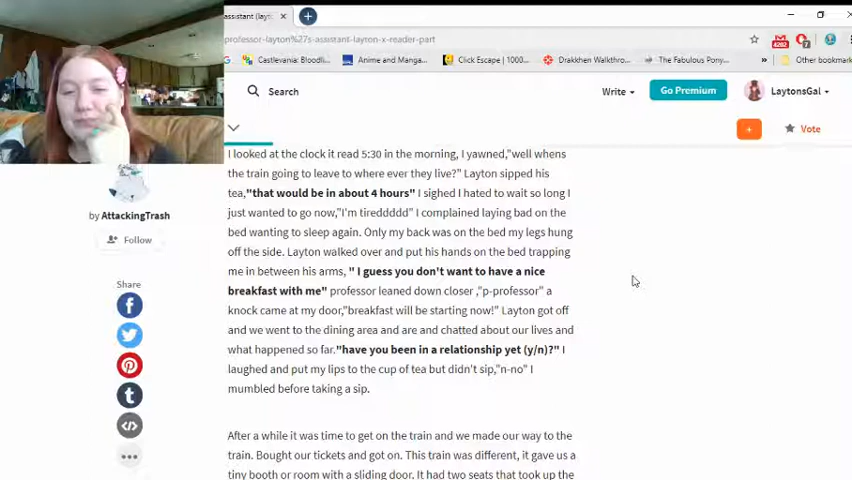 assistant (layt
professor-layton%27s-assistant-layton-x-reader-part
4262
7
Castlevania: Bloodli...
Anime and Manga...
Click Escape | 1000...
Drakkhen Walkthro...
The Fabulous Pony...
Other bookmark
Search
Write
Go Premium
LaytonsGal
+
Vote
I looked at the clock it read 5:30 in the morning, I yawned,"well whens
the train going to leave to where ever they live?" Layton sipped his
tea,"that would be in about 4 hours" I sighed I hated to wait so long I
just wanted to go now,"I'm tireddddd" I complained laying bad on the
bed wanting to sleep again. Only my back was on the bed my legs hung
off the side. Layton walked over and put his hands on the bed trapping
me in between his arms, " I guess you don't want to have a nice
breakfast with me" professor leaned down closer ,"p-professor" a
knock came at my door,"breakfast will be starting now!" Layton got off
and we went to the dining area and are and chatted about our lives and
what happened so far."have you been in a relationship yet (y/n)?" I
laughed and put my lips to the cup of tea but didn't sip,"n-no" I
mumbled before taking a sip.
After a while it was time to get on the train and we made our way to the
train. Bought our tickets and got on. This train was different, it gave us a
tiny booth or room with a sliding door. It had two seats that took up the
by AttackingTrash
Follow
Share